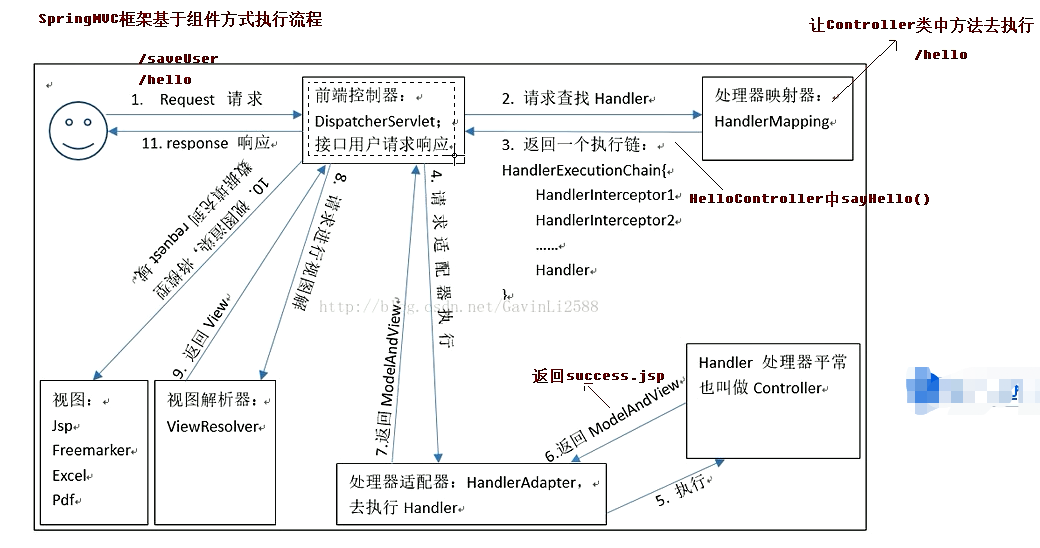 SpringMVC框架基于组件方式执行流程
让Controller类中方法去执行
/hello
/saveUser
/hello
1. Request 请求
11. response 响应
前端控制器：
DispatcherServlet；
接口用户请求响应
2. 请求查找 Handler
3. 返回一个执行链：
HandlerExecutionChain{
HandlerInterceptor1
HandlerInterceptor2
……
Handler
}
处理器映射器：
HandlerMapping
HelloController中sayHello()
10. 视图渲染，将模型
数据填充到 request 域
9. 返回 View
8. 请求进行视图解
7.返回 ModelAndView
4. 请求适配器执行
http://blog.csdn.net/GavinLi2588
返回success.jsp
6.返回 ModelAndView
5. 执行
Handler 处理器平常
也叫做 Controller
视图：
Jsp
Freemarker
Excel
Pdf
视图解析器：
ViewResolver
处理器适配器：HandlerAdapter，
去执行 Handler